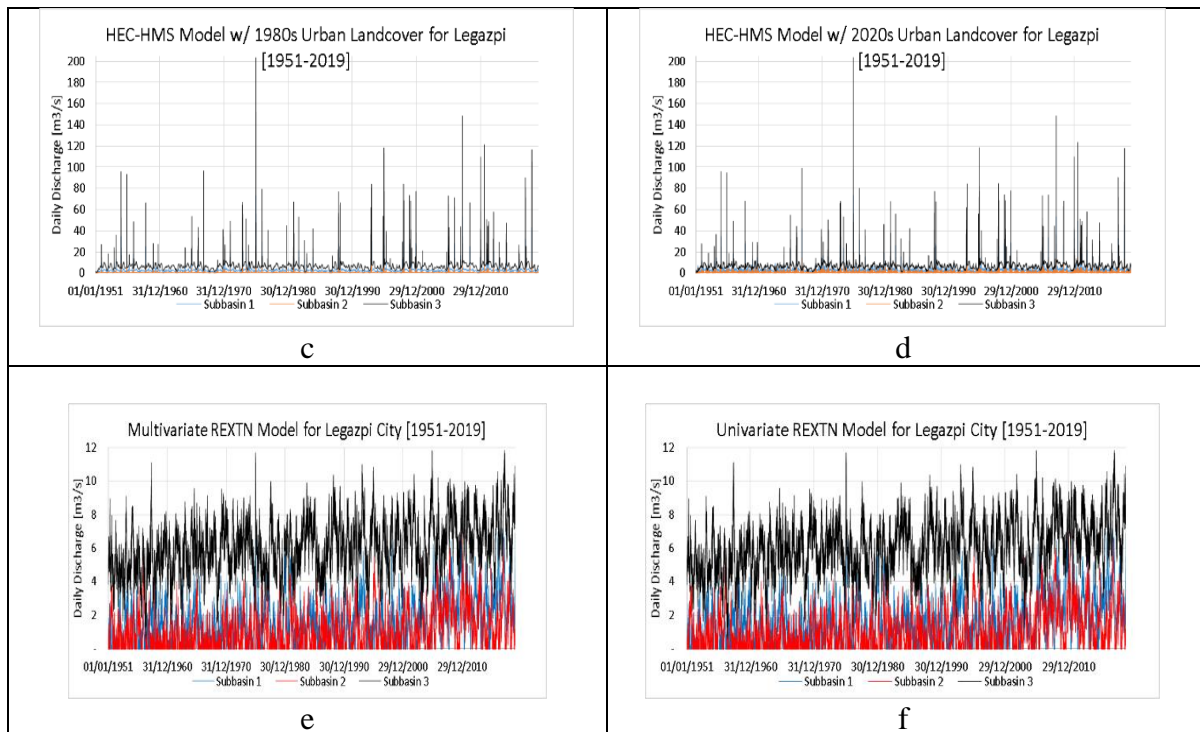 HEC-HMS Model w/ 1980s Urban Landcover for Legazpi
[1951-2019]
Daily Discharge [m3/s]
200
180
160
140
120
100
80
60
40
20
0
01/01/1951 31/12/1960 31/12/1970 30/12/1980 30/12/1990 29/12/2000 29/12/2010
Subbasin 1 Subbasin 2 Subbasin 3
c
HEC-HMS Model w/ 2020s Urban Landcover for Legazpi
[1951-2019]
Daily Discharge [m3/s]
200
180
160
140
120
100
80
60
40
20
0
01/01/1951 31/12/1960 31/12/1970 30/12/1980 30/12/1990 29/12/2000 29/12/2010
Subbasin 1 Subbasin 2 Subbasin 3
d
Multivariate REXTN Model for Legazpi City [1951-2019]
Daily Discharge [m3/s]
12
10
8
6
4
2
-
01/01/1951 31/12/1960 31/12/1970 30/12/1980 30/12/1990 29/12/2000 29/12/2010
Subbasin 1 Subbasin 2 Subbasin 3
e
Univariate REXTN Model for Legazpi City [1951-2019]
Daily Discharge [m3/s]
12
10
8
6
4
2
-
01/01/1951 31/12/1960 31/12/1970 30/12/1980 30/12/1990 29/12/2000 29/12/2010
Subbasin 1 Subbasin 2 Subbasin 3
f